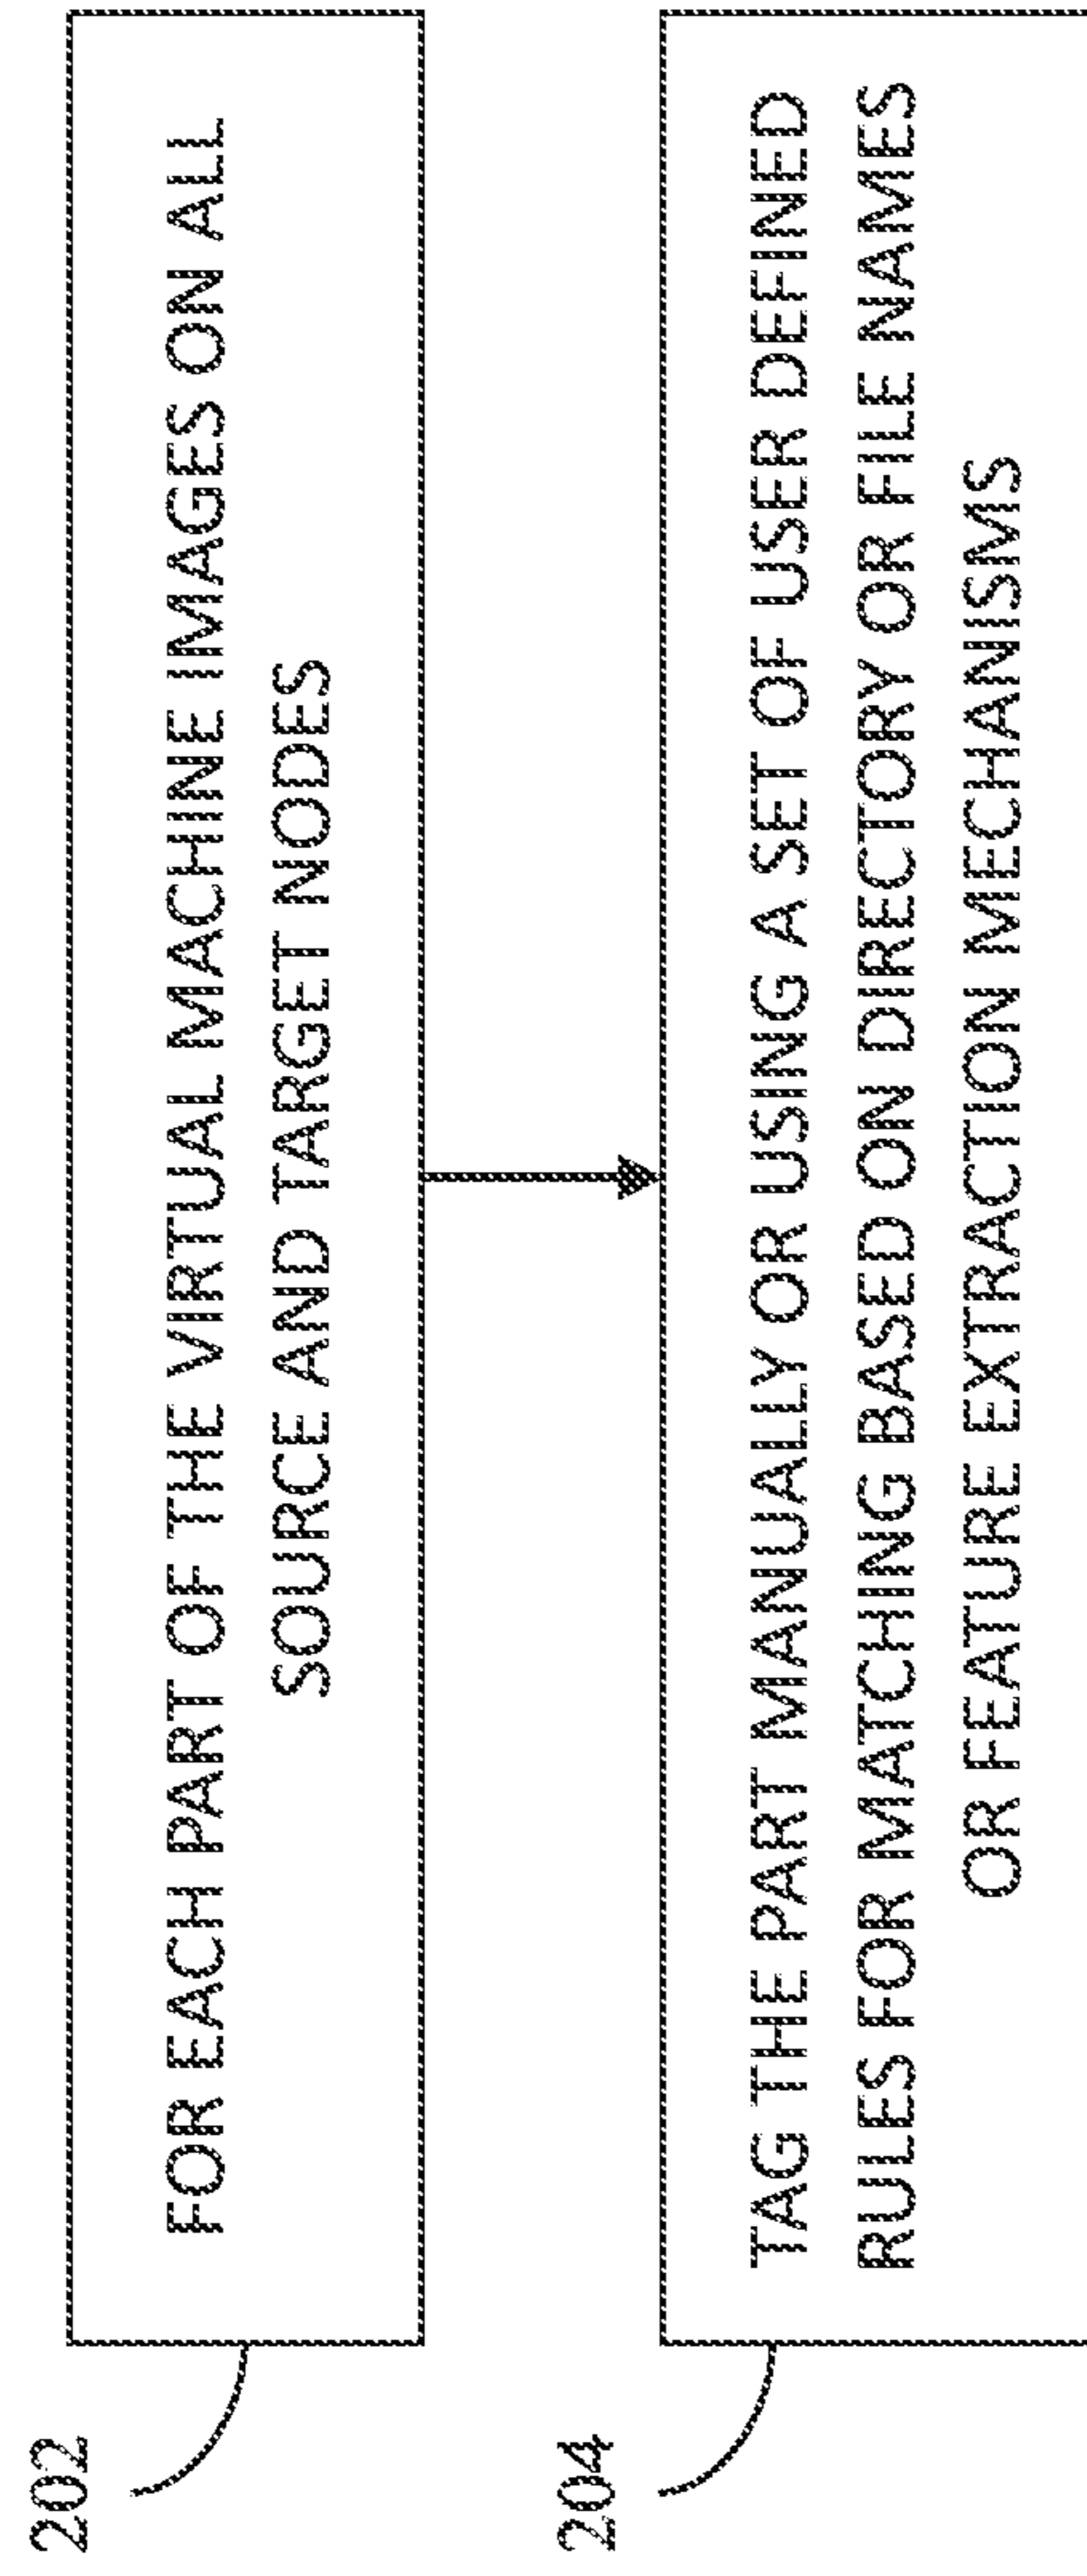 202
FOR EACH PART OF THE VIRTUAL MACHINE IMAGES ON ALL
SOURCE AND TARGET NODES
204
TAG THE PART MANUALLY OR USING A SET OF USER DEFINED
RULES FOR MATCHING BASED ON DIRECTORY OR FILE NAMES
OR FEATURE EXTRACTION MECHANISMS